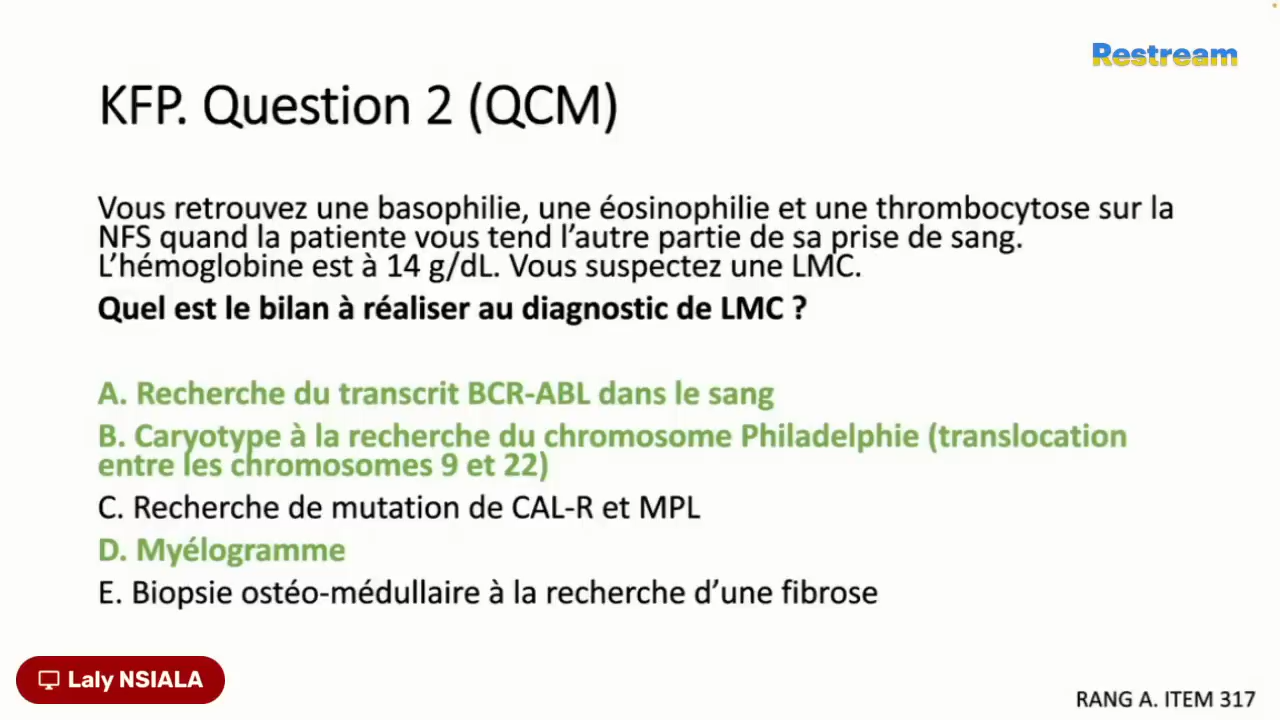 Restream
KFP. Question 2 (QCM)
Vous retrouvez une basophilie, une éosinophilie et une thrombocytose sur la
NFS quand la patiente vous tend l’autre partie de sa prise de sang.
L’hémoglobine est à 14 g/dL. Vous suspectez une LMC.
Quel est le bilan à réaliser au diagnostic de LMC ?
A. Recherche du transcrit BCR-ABL dans le sang
B. Caryotype à la recherche du chromosome Philadelphie (translocation
entre les chromosomes 9 et 22)
C. Recherche de mutation de CAL-R et MPL
D. Myélogramme
E. Biopsie ostéo-médullaire à la recherche d’une fibrose
Laly NSIALA
RANG A. ITEM 317